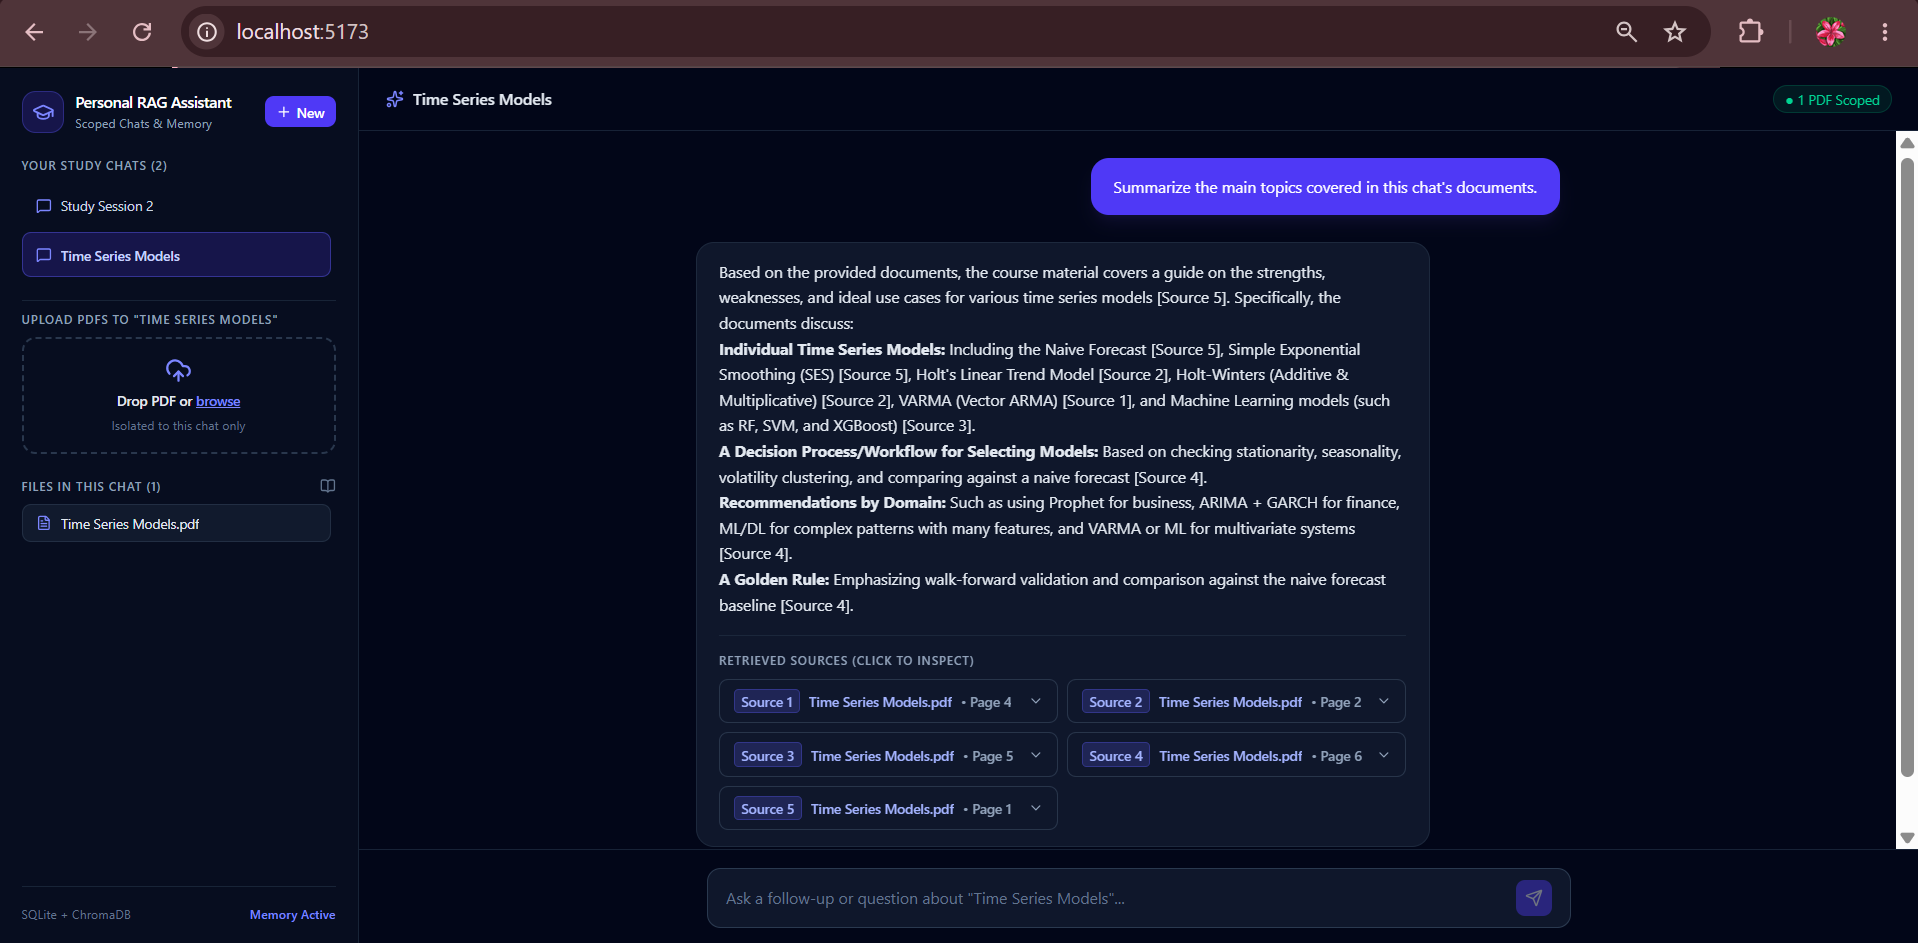 localhost:5173
Personal RAG Assistant
Scoped Chats & Memory
+ New
YOUR STUDY CHATS (2)
Study Session 2
Time Series Models
UPLOAD PDFS TO "TIME SERIES MODELS"
Drop PDF or browse
Isolated to this chat only
FILES IN THIS CHAT (1)
Time Series Models.pdf
SQLite + ChromaDB
Memory Active
Time Series Models
1 PDF Scoped
Summarize the main topics covered in this chat's documents.
Based on the provided documents, the course material covers a guide on the strengths,
weaknesses, and ideal use cases for various time series models [Source 5]. Specifically, the
documents discuss:
Individual Time Series Models: Including the Naive Forecast [Source 5], Simple Exponential
Smoothing (SES) [Source 5], Holt's Linear Trend Model [Source 2], Holt-Winters (Additive &
Multiplicative) [Source 2], VARMA (Vector ARMA) [Source 1], and Machine Learning models (such
as RF, SVM, and XGBoost) [Source 3].
A Decision Process/Workflow for Selecting Models: Based on checking stationarity, seasonality,
volatility clustering, and comparing against a naive forecast [Source 4].
Recommendations by Domain: Such as using Prophet for business, ARIMA + GARCH for finance,
ML/DL for complex patterns with many features, and VARMA or ML for multivariate systems
[Source 4].
A Golden Rule: Emphasizing walk-forward validation and comparison against the naive forecast
baseline [Source 4].
RETRIEVED SOURCES (CLICK TO INSPECT)
Source 1 Time Series Models.pdf • Page 4
Source 2 Time Series Models.pdf • Page 2
Source 3 Time Series Models.pdf • Page 5
Source 4 Time Series Models.pdf • Page 6
Source 5 Time Series Models.pdf • Page 1
Ask a follow-up or question about "Time Series Models"...